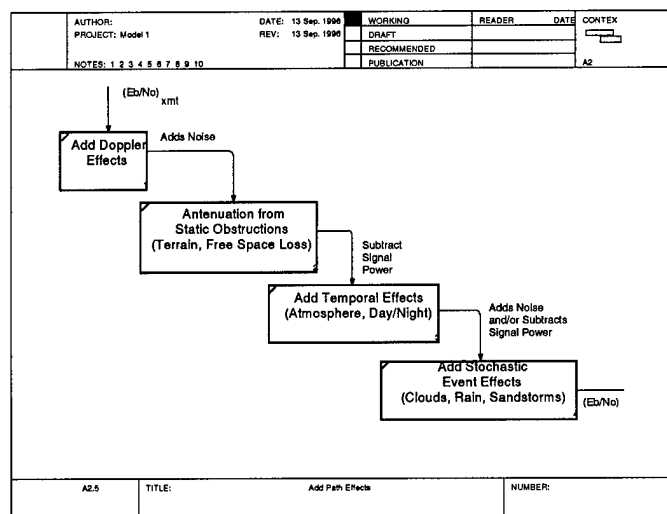 AUTHOR: DATE: 13 Sep. 1996 WORKING READER DATE CONTEX
PROJECT: Model 1 REV: 13 Sep. 1996 DRAFT
RECOMMENDED
NOTES: 1 2 3 4 5 6 7 8 9 10 PUBLICATION A2
(Eb/No) xmt
Adds Noise
Add Doppler
Effects
Antenuation from
Static Obstructions
(Terrain, Free Space Loss)
Subtract
Signal
Power
Add Temporal Effects
(Atmosphere, Day/Night)
Adds Noise
and/or Subtracts
Signal Power
Add Stochastic
Event Effects
(Clouds, Rain, Sandstorms)
(Eb/No)
A2.5 TITLE: Add Path Effects NUMBER: